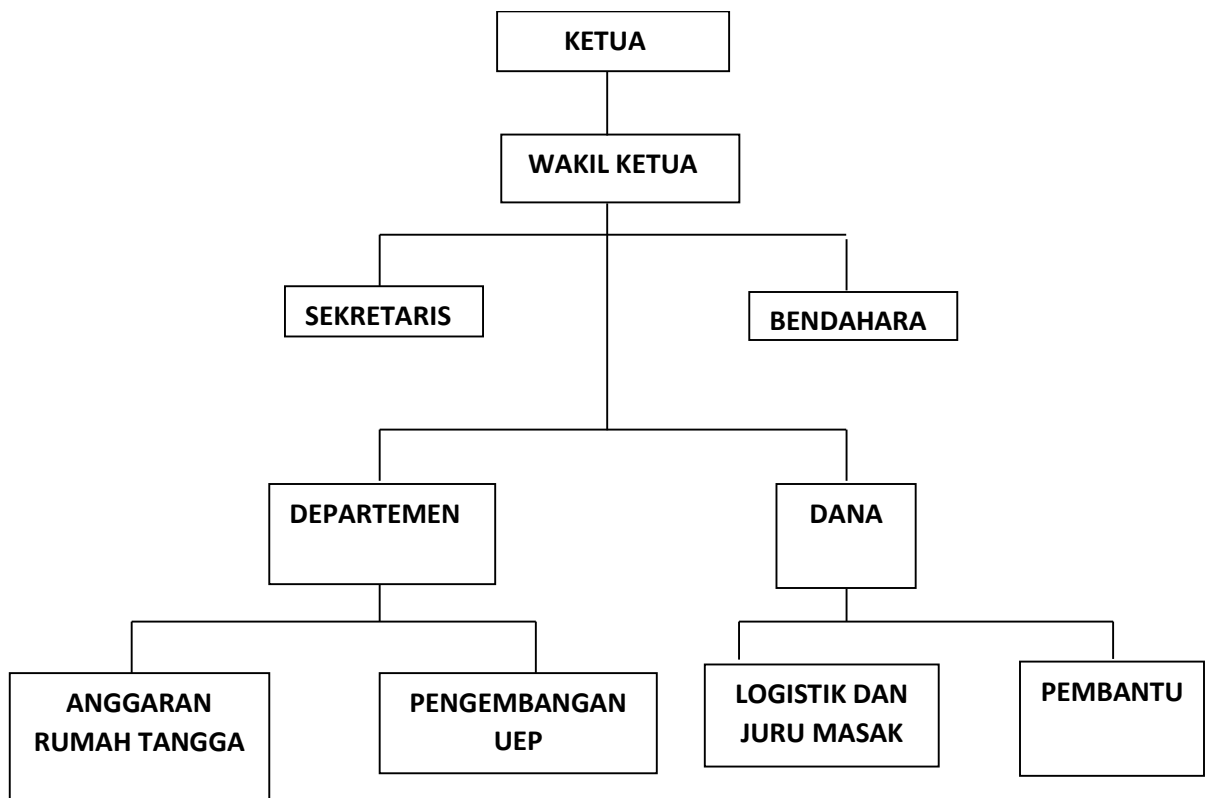 KETUA
WAKIL KETUA
SEKRETARIS
BENDAHARA
DEPARTEMEN
DANA
ANGGARAN
RUMAH TANGGA
PENGEMBANGAN
UEP
LOGISTIK DAN
JURU MASAK
PEMBANTU